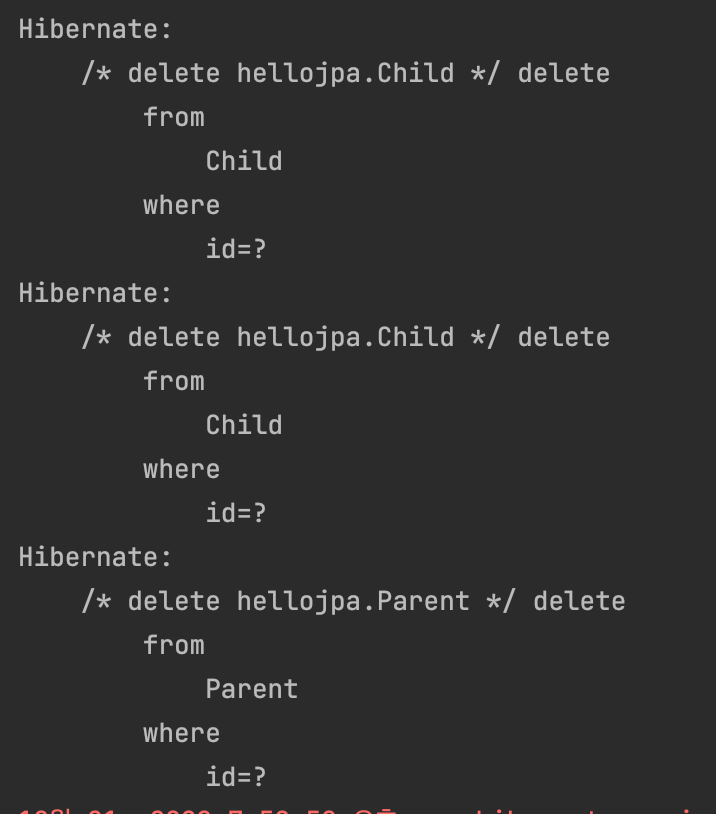 Hibernate:
    /* delete hellojpa.Child */ delete
        from
            Child
        where
            id=?
Hibernate:
    /* delete hellojpa.Child */ delete
        from
            Child
        where
            id=?
Hibernate:
    /* delete hellojpa.Parent */ delete
        from
            Parent
        where
            id=?